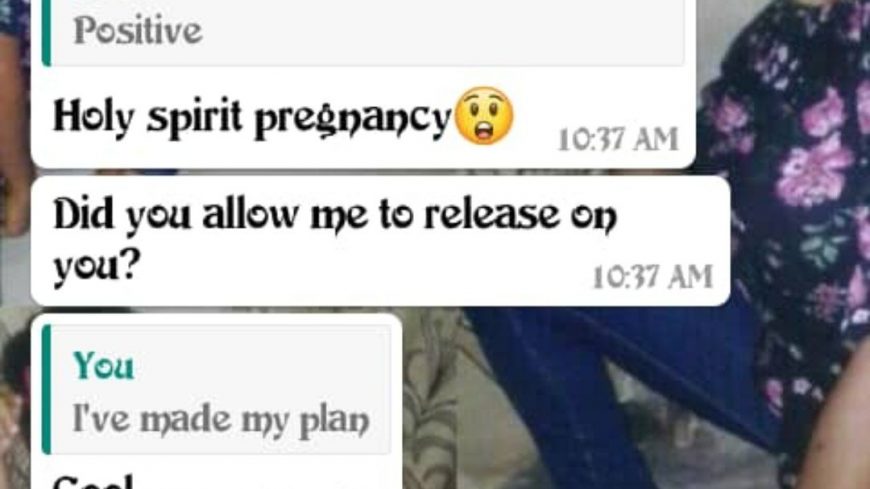 Positive
Holy spirit pregnancy😲
10:37 AM
Did you allow me to release on
you?
10:37 AM
You
I've made my plan